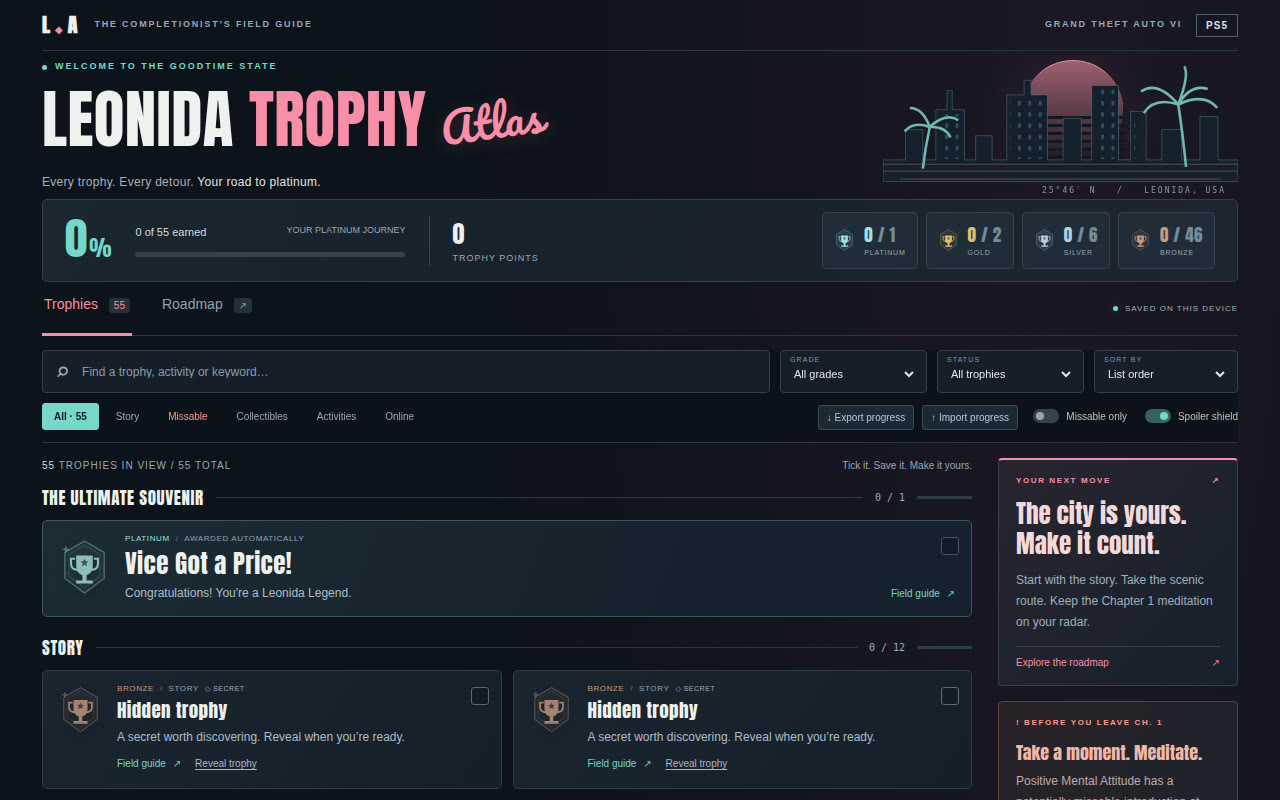 L◆A THE COMPLETIONIST'S FIELD GUIDE
GRAND THEFT AUTO VI PS5
WELCOME TO THE GOODTIME STATE
LEONIDA TROPHY Atlas
Every trophy. Every detour. Your road to platinum.
25°46′ N / LEONIDA, USA
0%
0 of 55 earned YOUR PLATINUM JOURNEY
0
TROPHY POINTS
0 / 1
PLATINUM
0 / 2
GOLD
0 / 6
SILVER
0 / 46
BRONZE
Trophies 55 Roadmap ↗
SAVED ON THIS DEVICE
Find a trophy, activity or keyword…
GRADE
All grades
STATUS
All trophies
SORT BY
List order
All · 55 Story Missable Collectibles Activities Online
↓ Export progress ↑ Import progress Missable only Spoiler shield
55 TROPHIES IN VIEW / 55 TOTAL
Tick it. Save it. Make it yours.
THE ULTIMATE SOUVENIR 0 / 1
PLATINUM / AWARDED AUTOMATICALLY
Vice Got a Price!
Congratulations! You're a Leonida Legend.
Field guide ↗
STORY 0 / 12
BRONZE / STORY ◇ SECRET
Hidden trophy
A secret worth discovering. Reveal when you're ready.
Field guide ↗ Reveal trophy
BRONZE / STORY ◇ SECRET
Hidden trophy
A secret worth discovering. Reveal when you're ready.
Field guide ↗ Reveal trophy
YOUR NEXT MOVE ↗
The city is yours.
Make it count.
Start with the story. Take the scenic
route. Keep the Chapter 1 meditation
on your radar.
Explore the roadmap ↗
! BEFORE YOU LEAVE CH. 1
Take a moment. Meditate.
Positive Mental Attitude has a
potentially missable introduction at